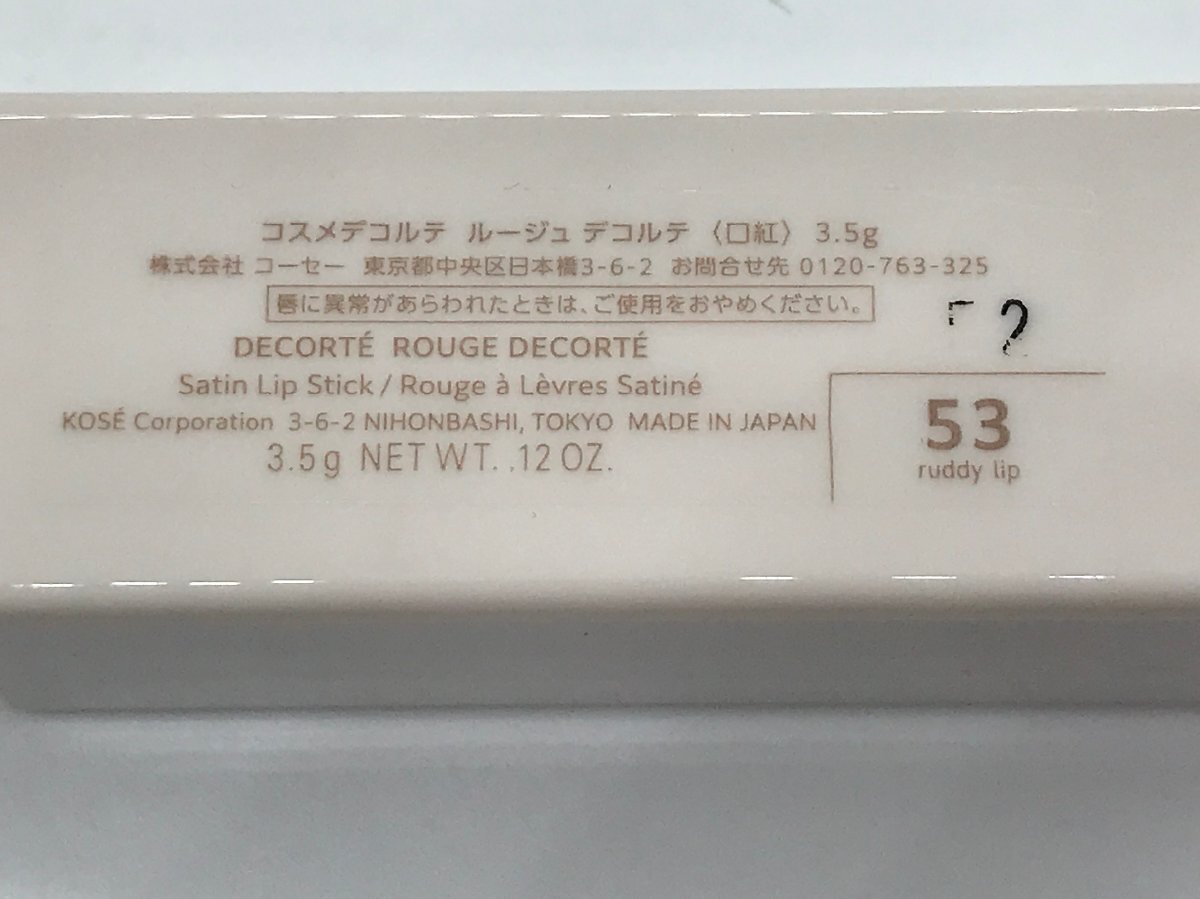 コスメデコルテ ルージュ デコルテ 〈口紅〉 3.5g
株式会社 コーセー 東京都中央区日本橋3-6-2 お問合せ先 0120-763-325
唇に異常があらわれたときは、ご使用をおやめください。
DECORTÉ ROUGE DECORTÉ
Satin Lip Stick / Rouge à Lèvres Satiné
KOSÉ Corporation 3-6-2 NIHONBASHI, TOKYO MADE IN JAPAN
3.5g NET WT. .12 OZ.
53
ruddy lip